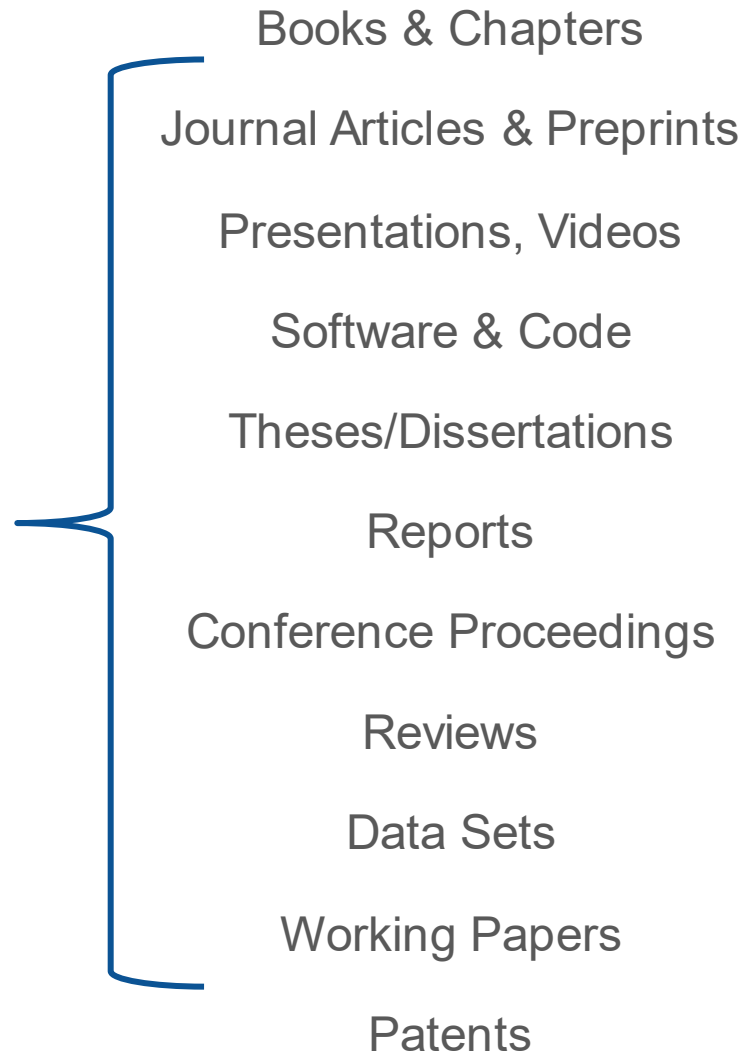 Books & Chapters
Journal Articles & Preprints
Presentations, Videos
Software & Code
Theses/Dissertations
Reports
Conference Proceedings
Reviews
Data Sets
Working Papers
Patents